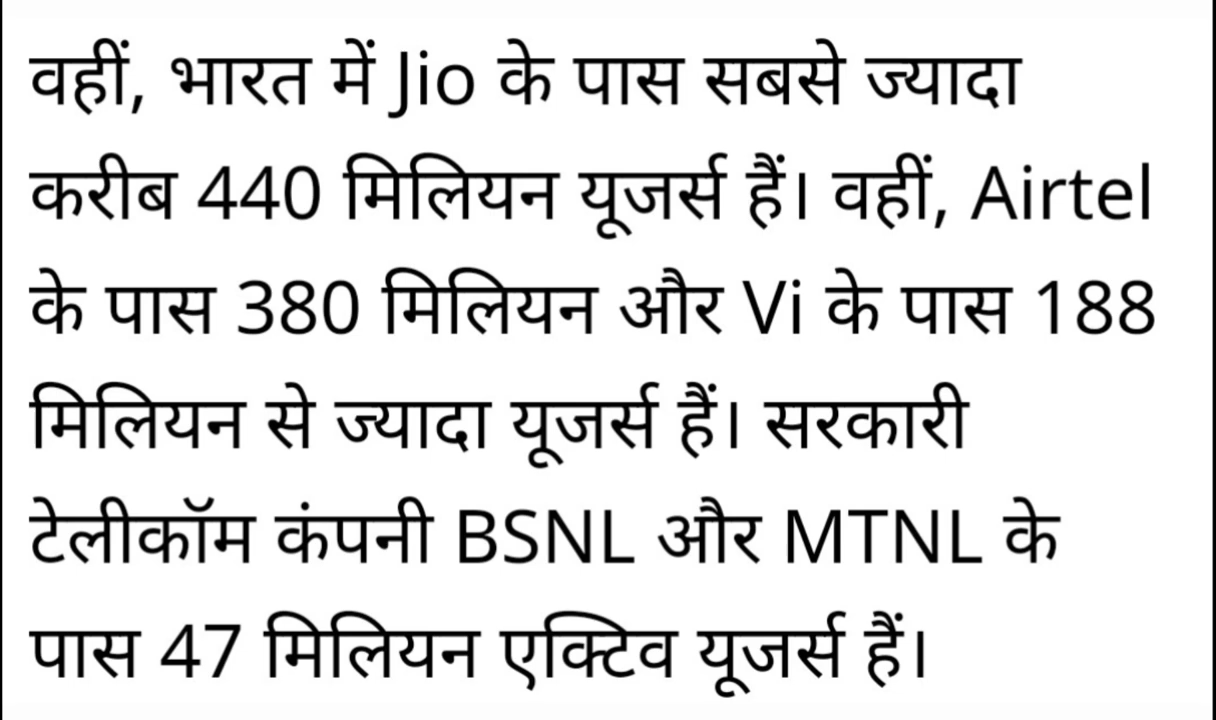 वहीं, भारत में Jio के पास सबसे ज्यादा
करीब 440 मिलियन यूजर्स हैं। वहीं, Airtel
के पास 380 मिलियन और Vi के पास 188
मिलियन से ज्यादा यूजर्स हैं। सरकारी
टेलीकॉम कंपनी BSNL और MTNL के
पास 47 मिलियन एक्टिव यूजर्स हैं।